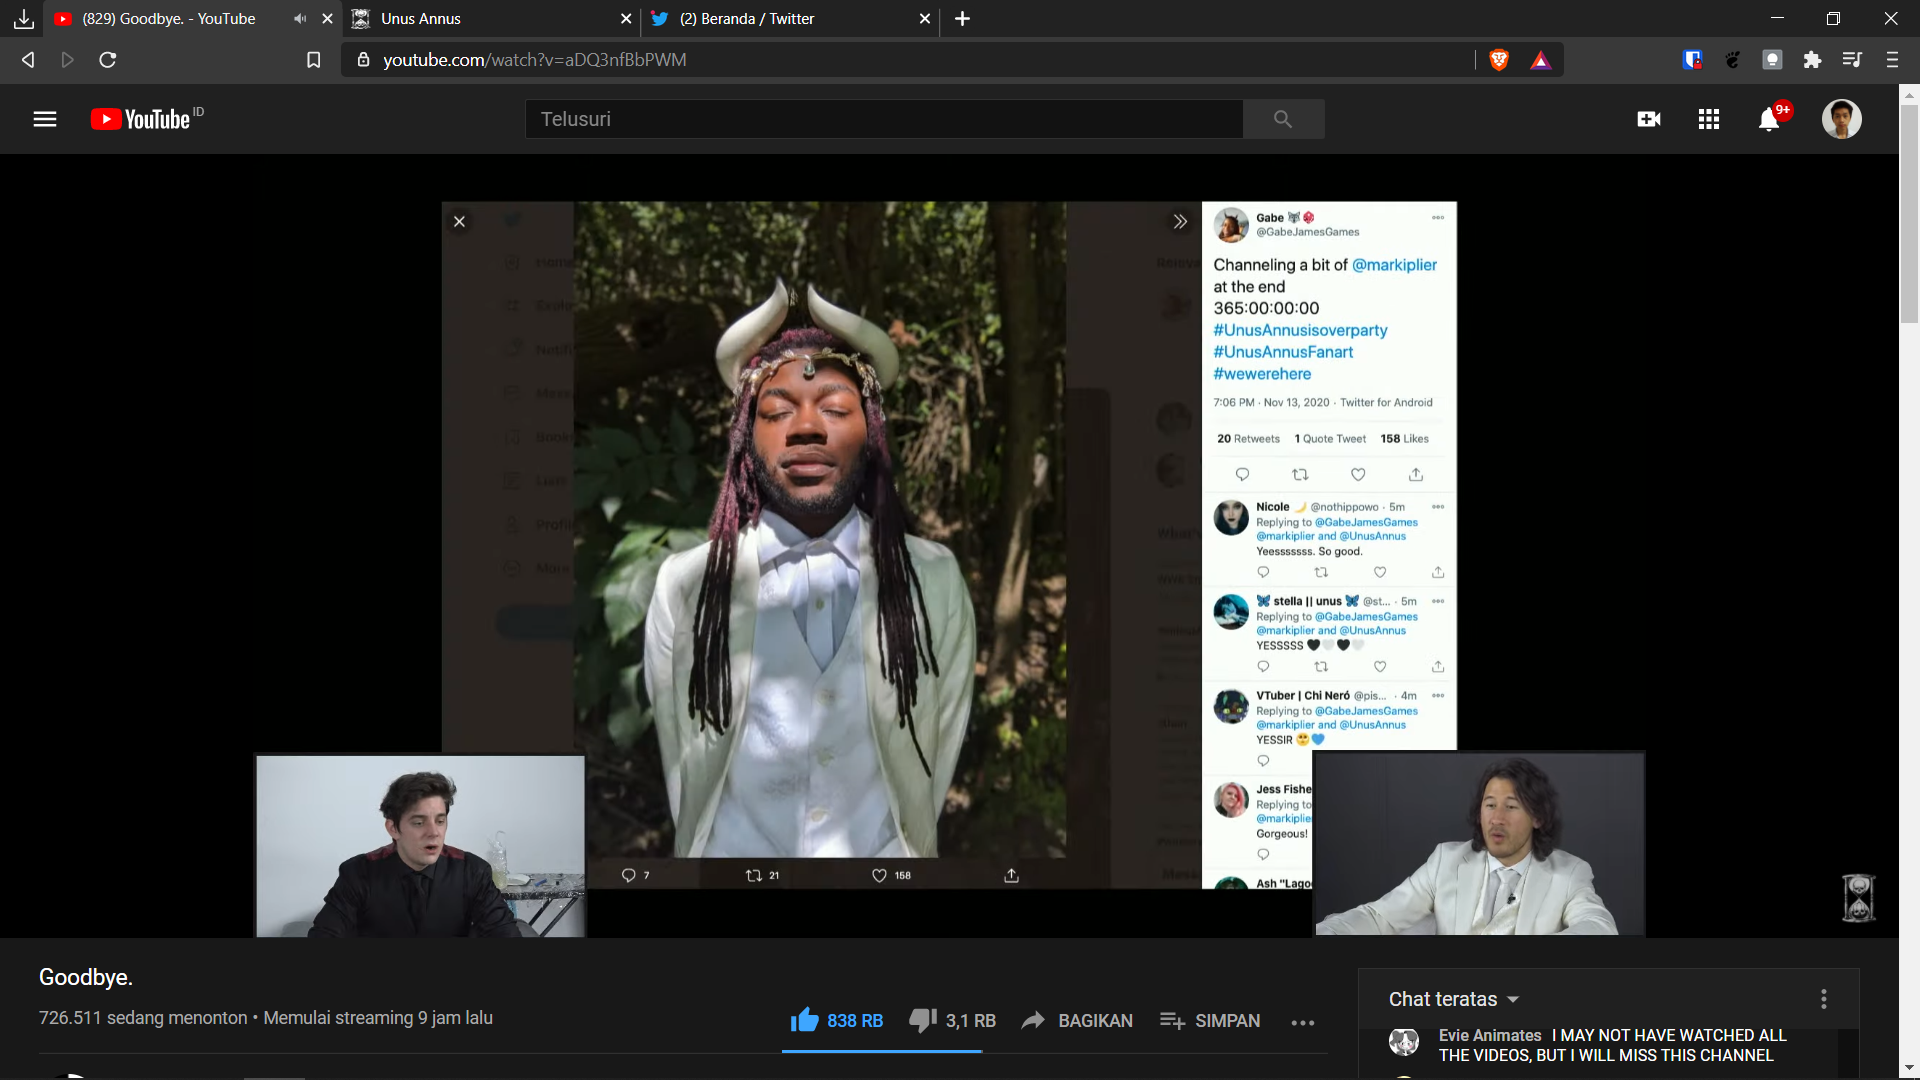 (829) Goodbye. - YouTube
Unus Annus
(2) Beranda / Twitter
youtube.com/watch?v=aDQ3nfBbPWM
YouTube ID
Telusuri
9+
Gabe
@GabeJamesGames
Channeling a bit of @markiplier
at the end
365:00:00:00
#UnusAnnusisoverparty
#UnusAnnusFanart
#wewerehere
7:06 PM · Nov 13, 2020 · Twitter for Android
20 Retweets 1 Quote Tweet 158 Likes
Nicole @nothippowo · 5m
Replying to @GabeJamesGames
@markiplier and @UnusAnnus
Yeesssssss. So good.
stella || unus @st... · 5m
Replying to @GabeJamesGames
@markiplier and @UnusAnnus
YESSSSS
VTuber | Chi Neró @pis... · 4m
Replying to @GabeJamesGames
@markiplier and @UnusAnnus
YESSIR
Jess Fishe
Replying to
@markiplie
Gorgeous!
Ash "Lago
7 21 158
Goodbye.
726.511 sedang menonton • Memulai streaming 9 jam lalu
838 RB 3,1 RB BAGIKAN SIMPAN
Chat teratas
Evie Animates I MAY NOT HAVE WATCHED ALL
THE VIDEOS, BUT I WILL MISS THIS CHANNEL